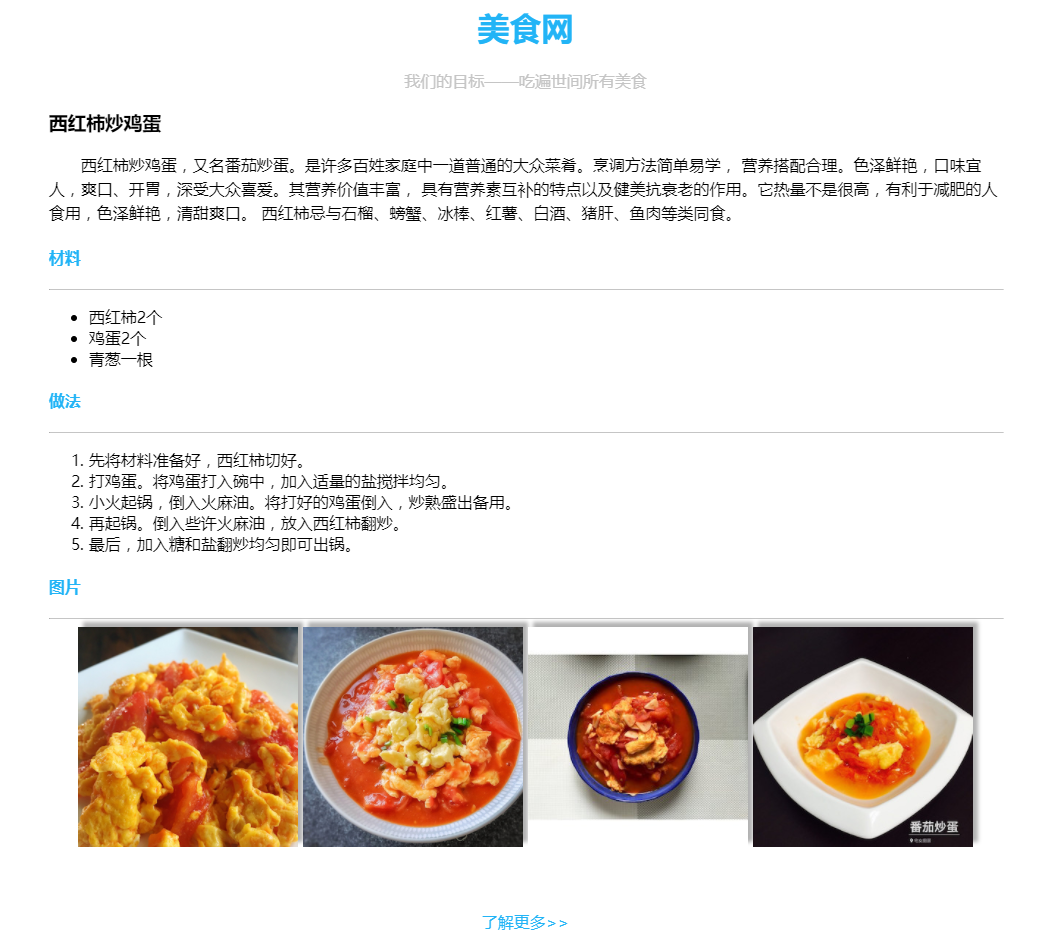 美食网
我们的目标——吃遍世间所有美食
西红柿炒鸡蛋
西红柿炒鸡蛋，又名番茄炒蛋。是许多百姓家庭中一道普通的大众菜肴。烹调方法简单易学， 营养搭配合理。色泽鲜艳，口味宜
人，爽口、开胃，深受大众喜爱。其营养价值丰富， 具有营养素互补的特点以及健美抗衰老的作用。它热量不是很高，有利于减肥的人
食用，色泽鲜艳，清甜爽口。 西红柿忌与石榴、螃蟹、冰棒、红薯、白酒、猪肝、鱼肉等类同食。
材料
• 西红柿2个
• 鸡蛋2个
• 青葱一根
做法
1. 先将材料准备好，西红柿切好。
2. 打鸡蛋。将鸡蛋打入碗中，加入适量的盐搅拌均匀。
3. 小火起锅，倒入火麻油。将打好的鸡蛋倒入，炒熟盛出备用。
4. 再起锅。倒入些许火麻油，放入西红柿翻炒。
5. 最后，加入糖和盐翻炒均匀即可出锅。
图片
番茄炒蛋
了解更多>>